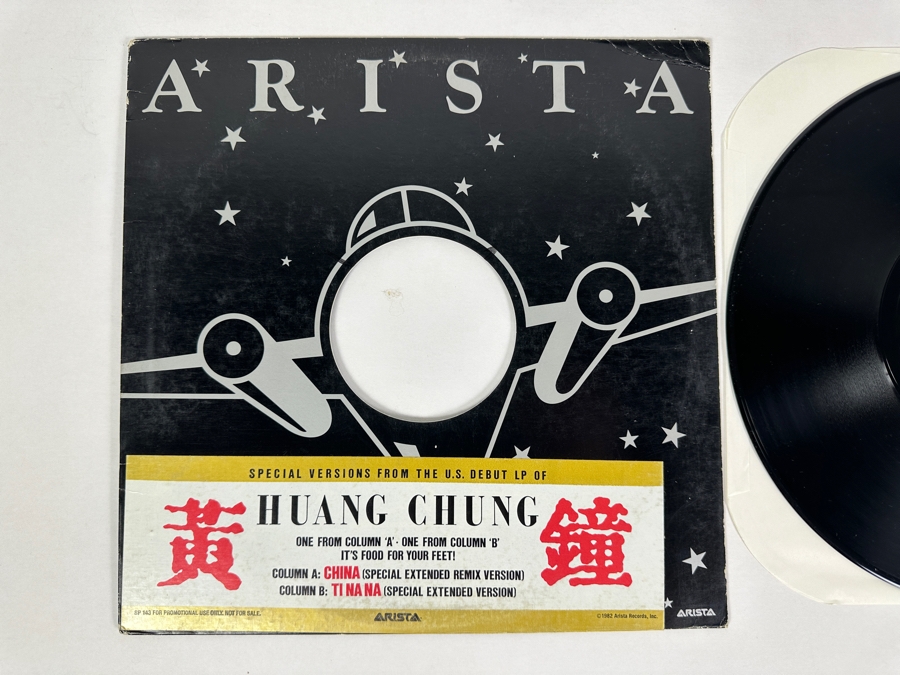 ARISTA
SPECIAL VERSIONS FROM THE U.S. DEBUT LP OF
黃 HUANG CHUNG 鐘
ONE FROM COLUMN 'A' · ONE FROM COLUMN 'B'
IT'S FOOD FOR YOUR FEET!
COLUMN A: CHINA (SPECIAL EXTENDED REMIX VERSION)
COLUMN B: TI NA NA (SPECIAL EXTENDED VERSION)
FOR PROMOTIONAL USE ONLY. NOT FOR SALE.
ARISTA
©1982 Arista Records, Inc.
ARISTA